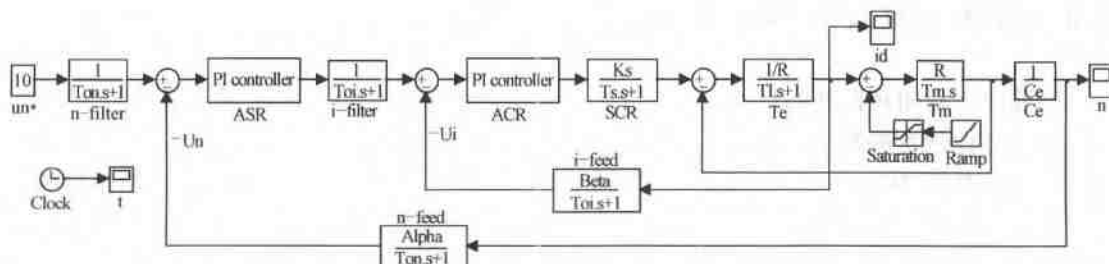 id
10
un*
1
Ton.s+1
n-filter
PI controller
ASR
1
Toi.s+1
i-filter
PI controller
ACR
Ks
Ts.s+1
SCR
1/R
Tl.s+1
Te
R
Tm.s
Tm
1
Ce
Ce
n
-Un
-Ui
Saturation
Ramp
i-feed
Beta
Toi.s+1
Clock
t
n-feed
Alpha
Ton.s+1